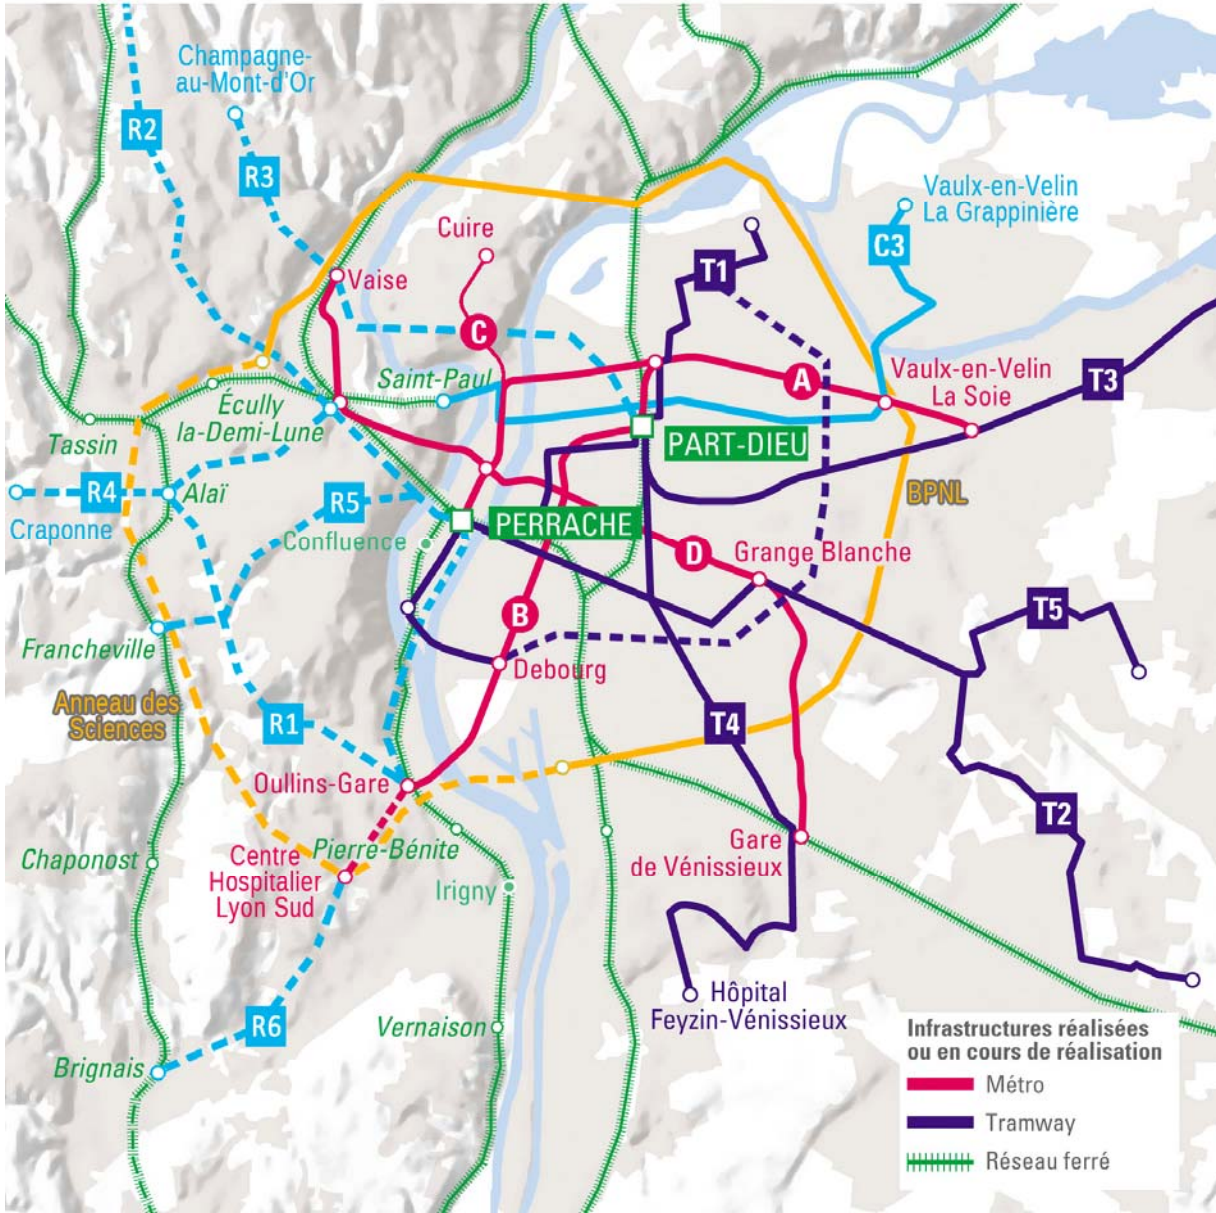 Champagne-
au-Mont-d'Or
R2
R3
Vaulx-en-Velin
La Grappinière
Cuire
C3
T1
Vaise
C
Saint-Paul
A
Vaulx-en-Velin
La Soie
T3
Écully
la-Demi-Lune
Tassin
PART-DIEU
R4
Alaï
R5
BPNL
Craponne
PERRACHE
Confluence
D
Grange Blanche
B
T5
Francheville
Debourg
Anneau des
Sciences
R1
T4
Oullins-Gare
T2
Pierre-Bénite
Chaponost
Centre
Hospitalier
Lyon Sud
Gare
de Vénissieux
Irigny
Hôpital
Feyzin-Vénissieux
R6
Vernaison
Brignais
Infrastructures réalisées
ou en cours de réalisation
Métro
Tramway
Réseau ferré